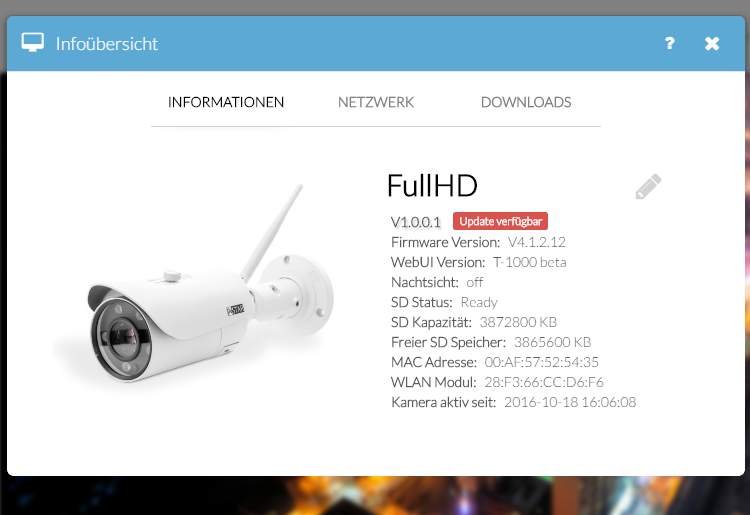 Infoübersicht ?
INFORMATIONEN NETZWERK DOWNLOADS
FullHD
V1.0.0.1 Update verfügbar
Firmware Version: V4.1.2.12
WebUI Version: T-1000 beta
Nachtsicht: off
SD Status: Ready
SD Kapazität: 3872800 KB
Freier SD Speicher: 3865600 KB
MAC Adresse: 00:AF:57:52:54:35
WLAN Modul: 28:F3:66:CC:D6:F6
Kamera aktiv seit: 2016-10-18 16:06:08